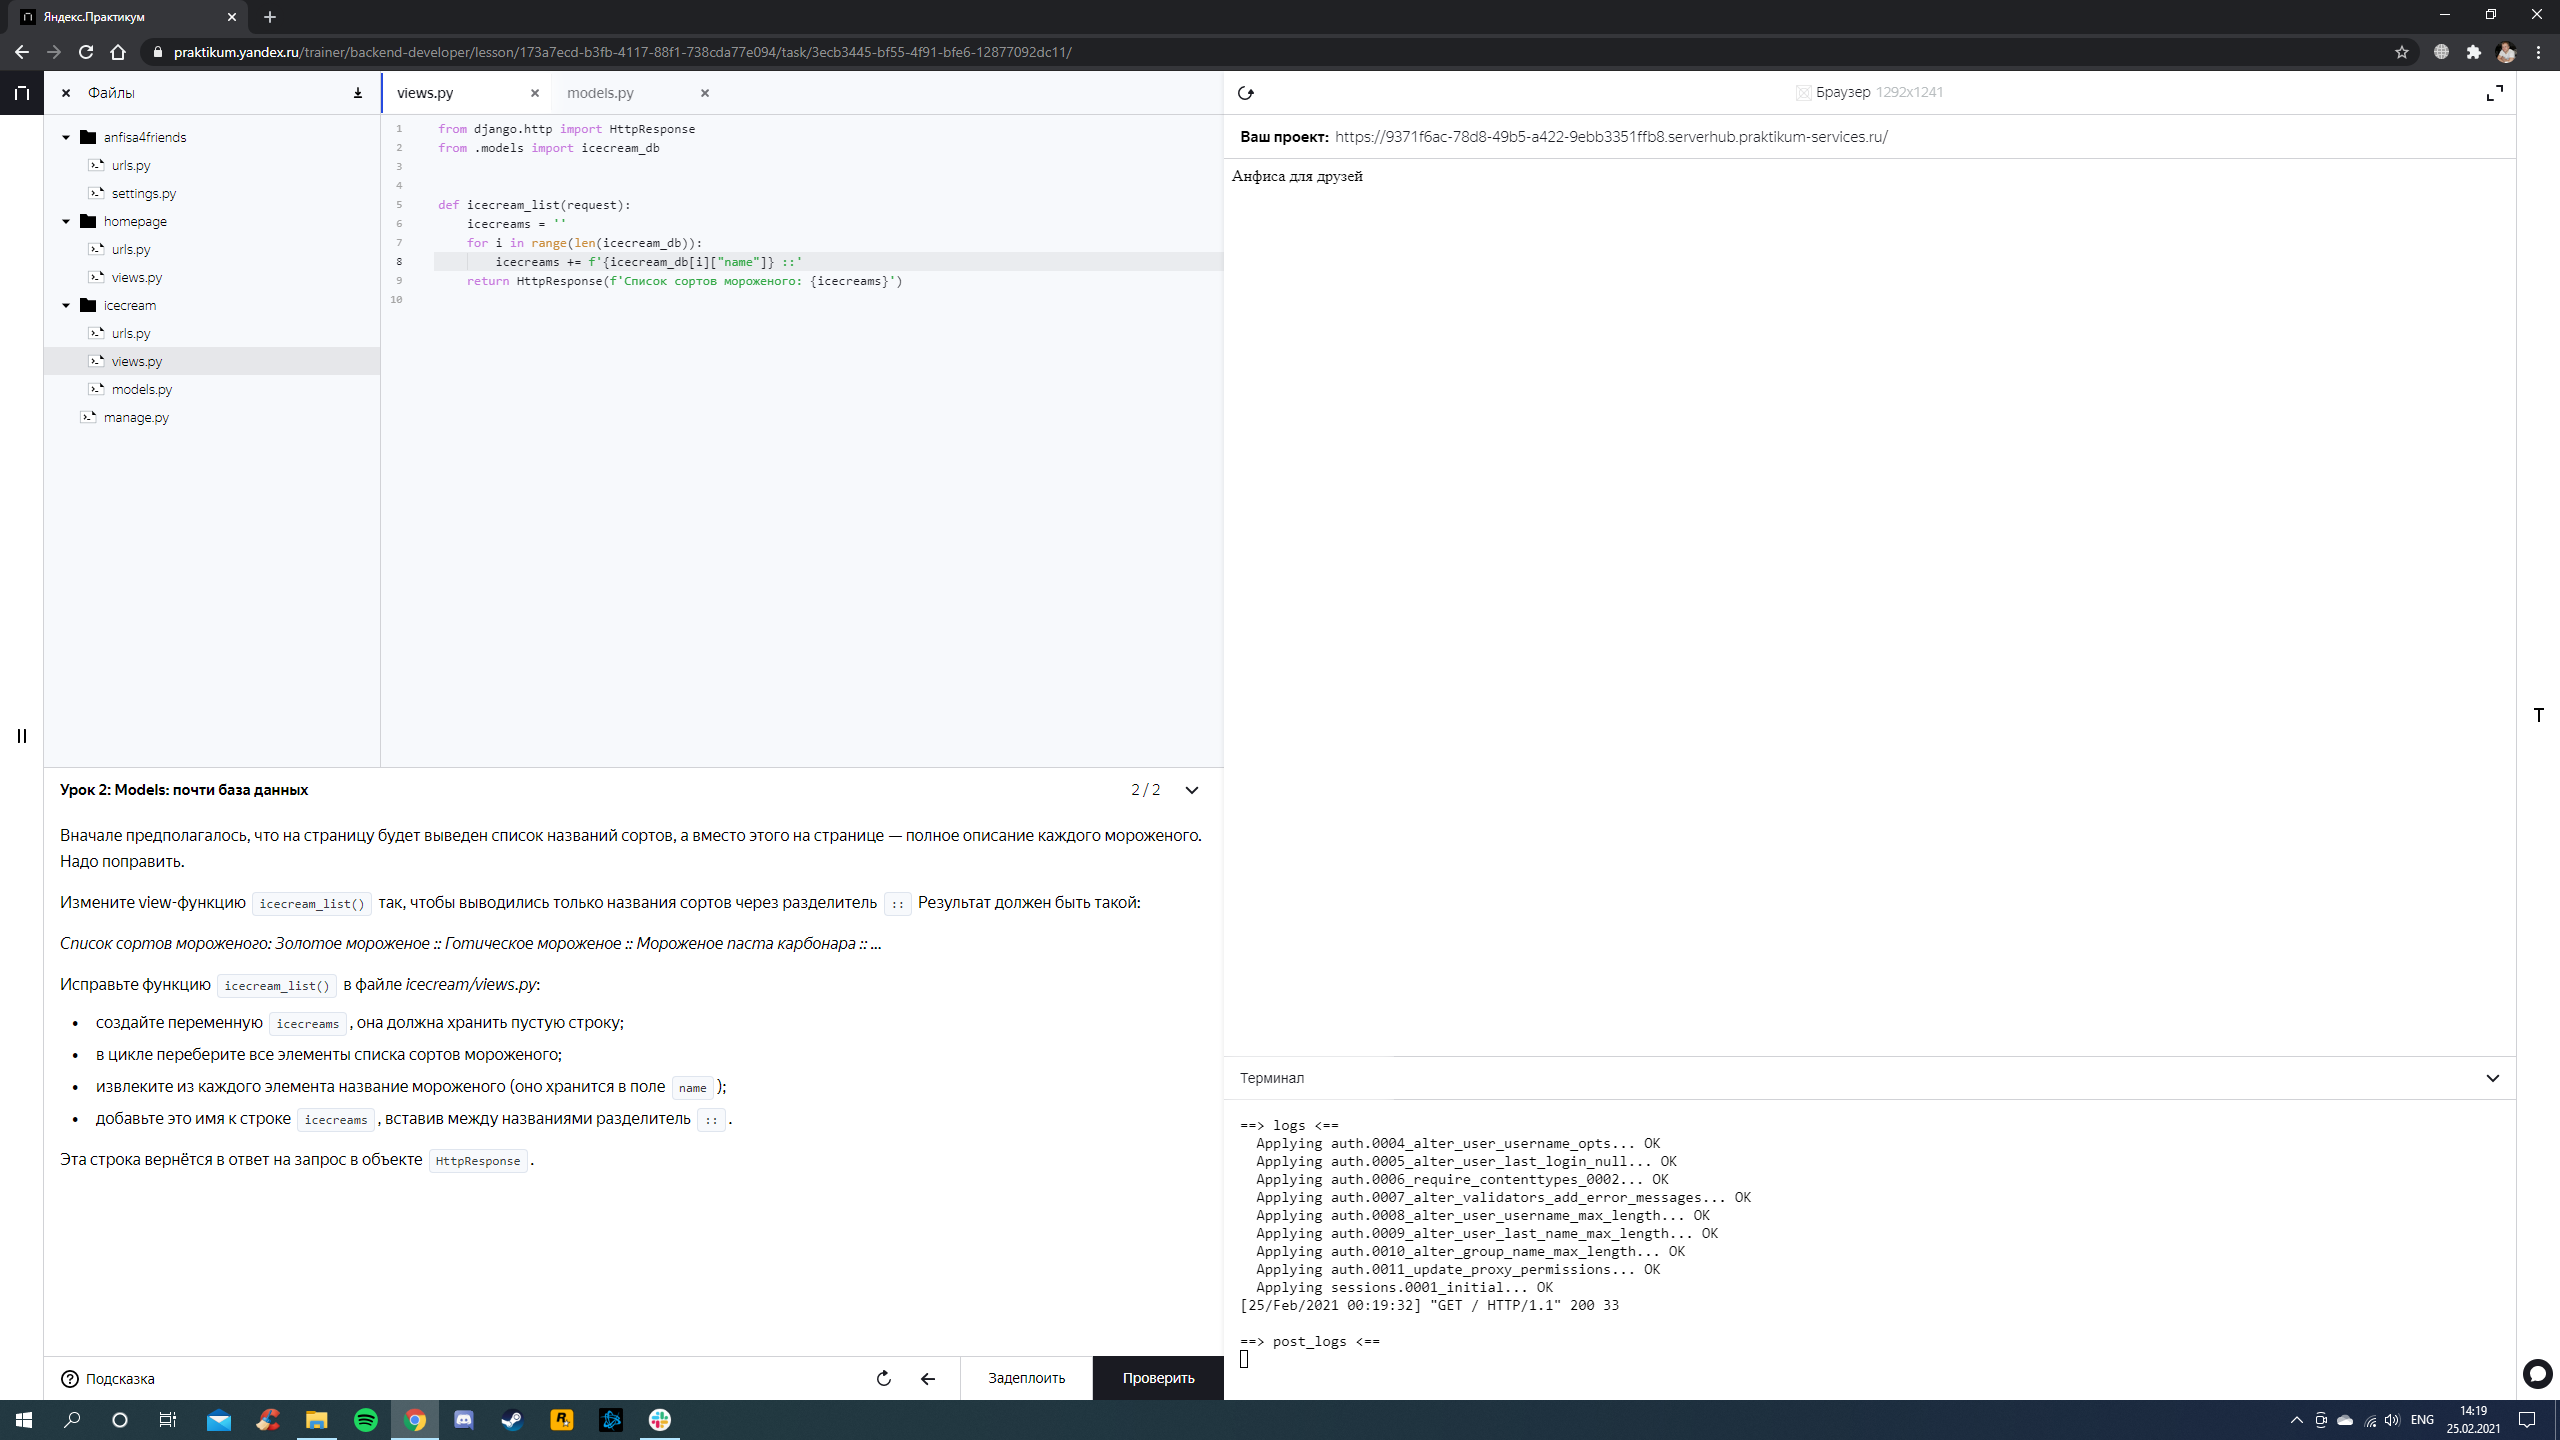 Яндекс.Практикум
praktikum.yandex.ru/trainer/backend-developer/lesson/173a7ecd-b3fb-4117-88f1-738cda77e094/task/3ecb3445-bf55-4f91-bfe6-12877092dc11/
Файлы
anfisa4friends
urls.py
settings.py
homepage
urls.py
views.py
icecream
urls.py
views.py
models.py
manage.py
views.py
models.py
1 from django.http import HttpResponse
2 from .models import icecream_db
3
4
5 def icecream_list(request):
6 icecreams = ''
7 for i in range(len(icecream_db)):
8 icecreams += f'{icecream_db[i]["name"]} ::'
9 return HttpResponse(f'Список сортов мороженого: {icecreams}')
10
Урок 2: Models: почти база данных
2 / 2
Вначале предполагалось, что на страницу будет выведен список названий сортов, а вместо этого на странице — полное описание каждого мороженого.
Надо поправить.
Измените view-функцию icecream_list() так, чтобы выводились только названия сортов через разделитель :: Результат должен быть такой:
Список сортов мороженого: Золотое мороженое :: Готическое мороженое :: Мороженое паста карбонара :: ...
Исправьте функцию icecream_list() в файле icecream/views.py:
• создайте переменную icecreams , она должна хранить пустую строку;
• в цикле переберите все элементы списка сортов мороженого;
• извлеките из каждого элемента название мороженого (оно хранится в поле name );
• добавьте это имя к строке icecreams , вставив между названиями разделитель :: .
Эта строка вернётся в ответ на запрос в объекте HttpResponse .
Подсказка
Задеплоить
Проверить
Браузер 1292x1241
Ваш проект: https://9371f6ac-78d8-49b5-a422-9ebb3351ffb8.serverhub.praktikum-services.ru/
Анфиса для друзей
Терминал
==> logs <==
Applying auth.0004_alter_user_username_opts... OK
Applying auth.0005_alter_user_last_login_null... OK
Applying auth.0006_require_contenttypes_0002... OK
Applying auth.0007_alter_validators_add_error_messages... OK
Applying auth.0008_alter_user_username_max_length... OK
Applying auth.0009_alter_user_last_name_max_length... OK
Applying auth.0010_alter_group_name_max_length... OK
Applying auth.0011_update_proxy_permissions... OK
Applying sessions.0001_initial... OK
[25/Feb/2021 00:19:32] "GET / HTTP/1.1" 200 33
==> post_logs <==
T
ENG
14:19
25.02.2021